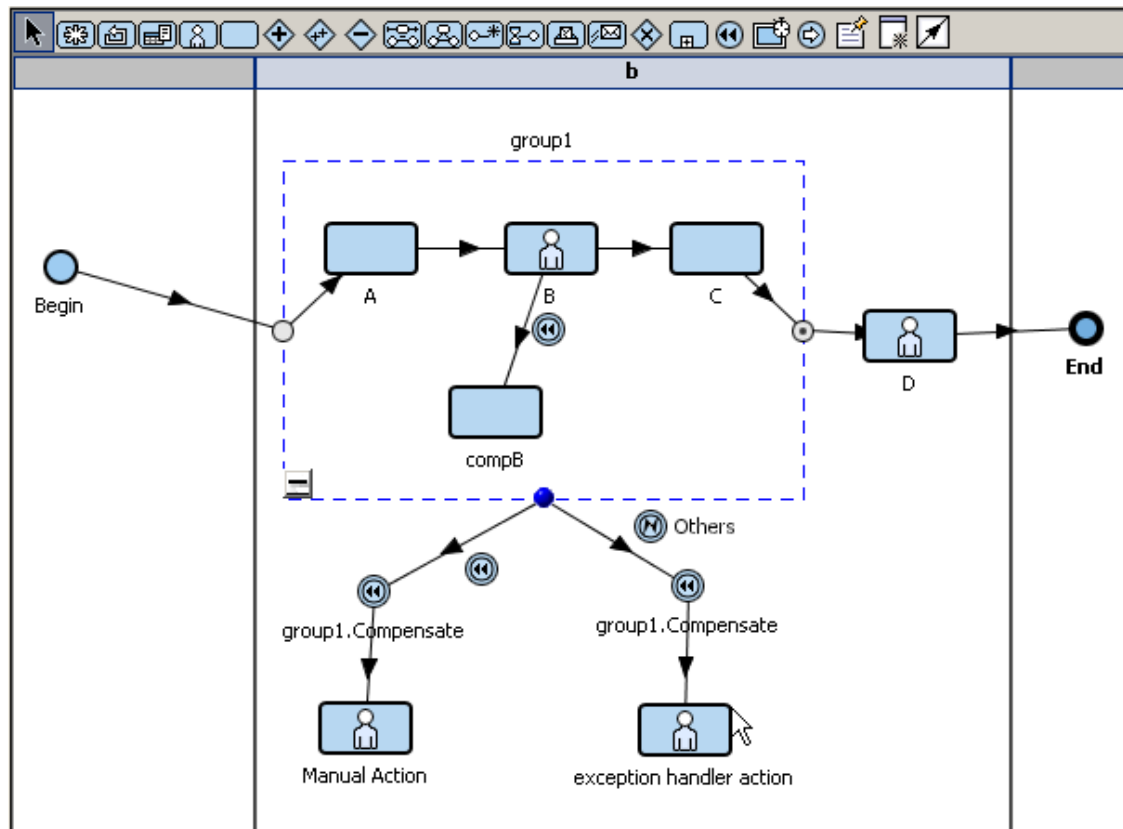 b
group1
Begin
A
B
C
D
End
compB
Others
group1.Compensate
group1.Compensate
Manual Action
exception handler action